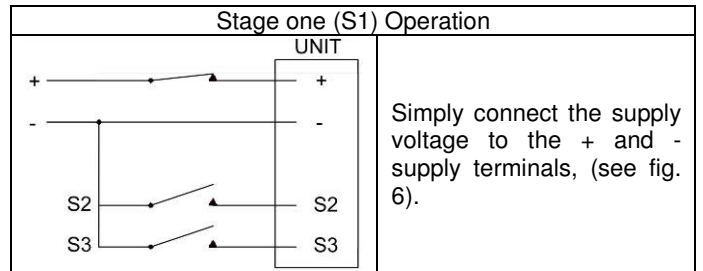 Stage one (S1) Operation
UNIT
+ +
- -
S2 S2
S3 S3
Simply connect the supply
voltage to the + and -
supply terminals, (see fig.
6).